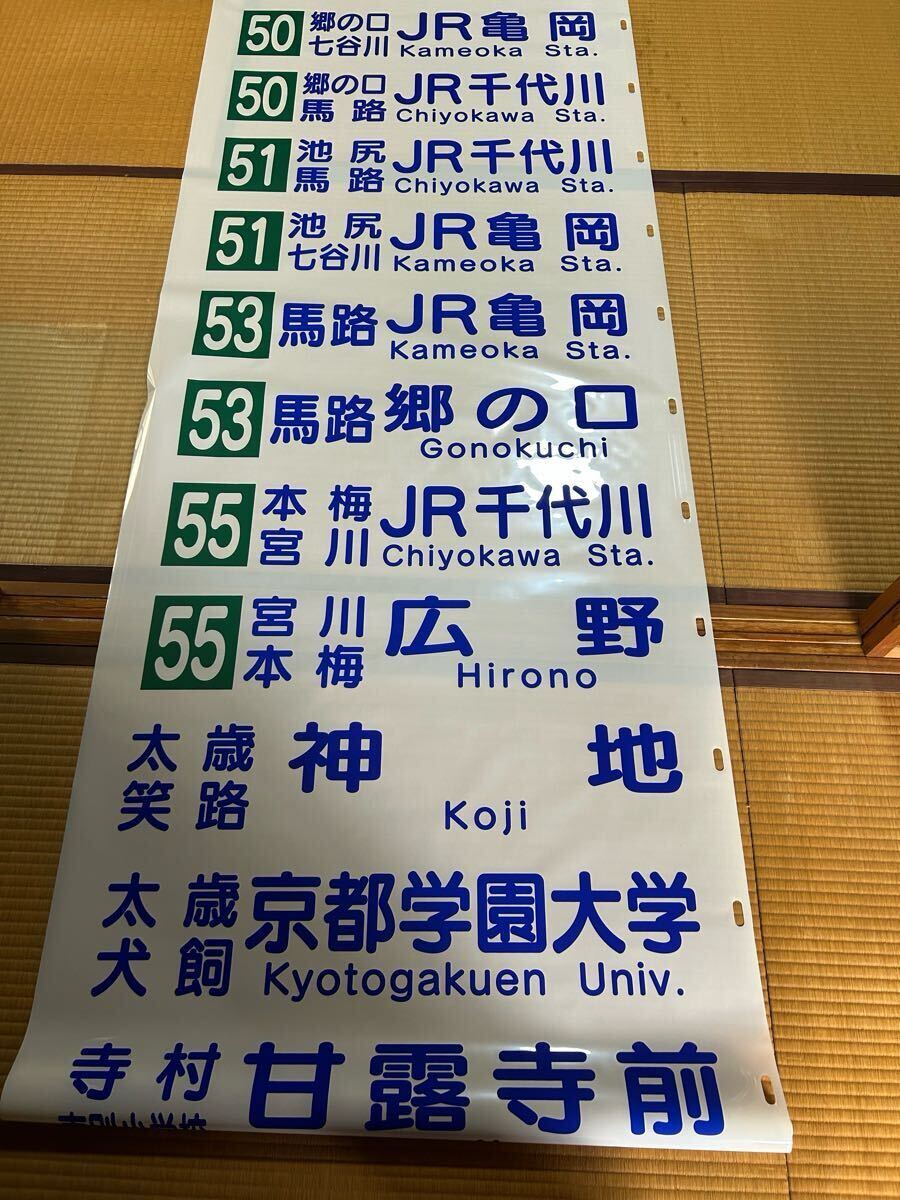 50 郷の口 JR亀岡
七谷川 Kameoka Sta.
50 郷の口 JR千代川
馬路 Chiyokawa Sta.
51 池尻 JR千代川
馬路 Chiyokawa Sta.
51 池尻 JR亀岡
七谷川 Kameoka Sta.
53 馬路 JR亀岡
Kameoka Sta.
53 馬路 郷の口
Gonokuchi
55 本梅 JR千代川
宮川 Chiyokawa Sta.
55 宮川 広野
本梅 Hirono
太歳 神地
笑路 Koji
太歳 京都学園大学
犬飼 Kyotogakuen Univ.
寺村 甘露寺前